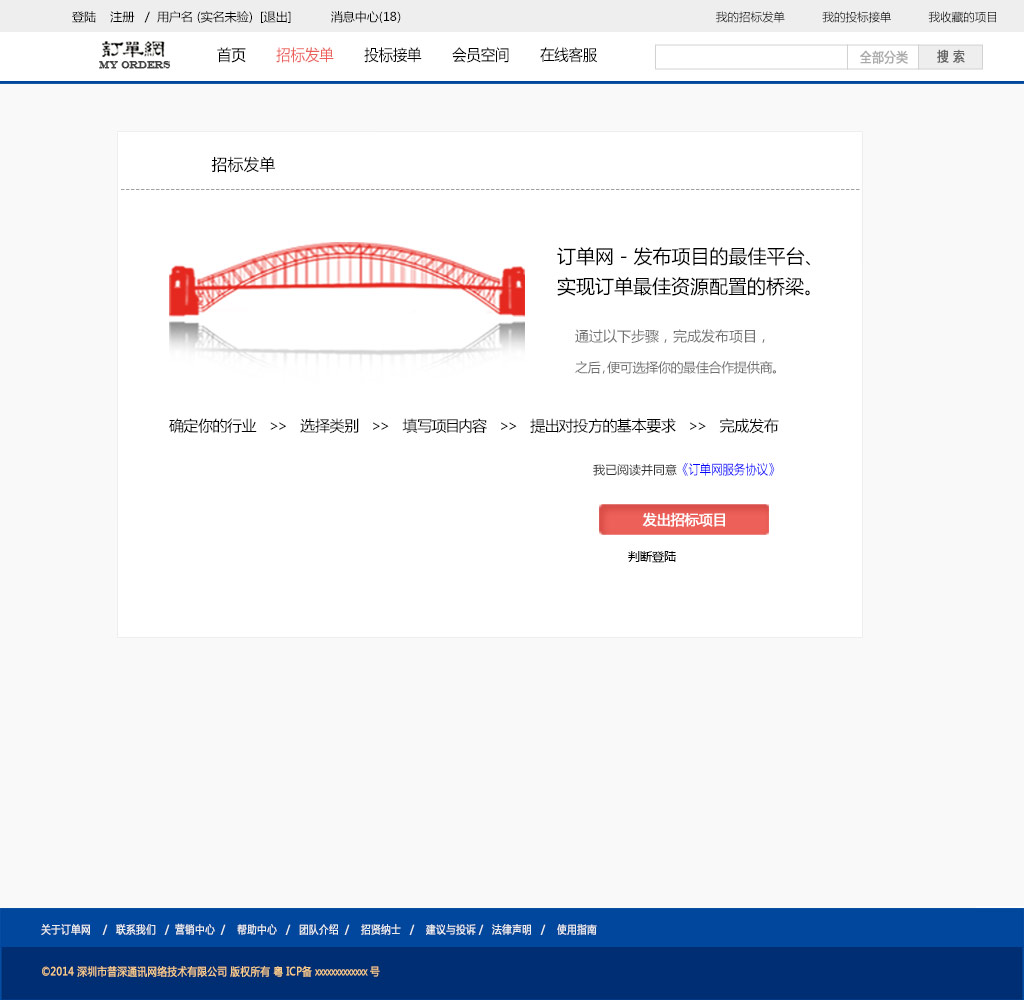 登陆 注册 / 用户名 (实名未验) [退出] 消息中心(18) 我的招标发单 我的投标接单 我收藏的项目
訂單網
MY ORDERS
首页 招标发单 投标接单 会员空间 在线客服 全部分类 搜 索
招标发单
订单网 - 发布项目的最佳平台、
实现订单最佳资源配置的桥梁。
通过以下步骤，完成发布项目，
之后，便可选择你的最佳合作提供商。
确定你的行业 >> 选择类别 >> 填写项目内容 >> 提出对投方的基本要求 >> 完成发布
我已阅读并同意《订单网服务协议》
发出招标项目
判断登陆
关于订单网 / 联系我们 / 营销中心 / 帮助中心 / 团队介绍 / 招贤纳士 / 建议与投诉 / 法律声明 / 使用指南
©2014 深圳市普深通讯网络技术有限公司 版权所有 粤 ICP备 xxxxxxxxxxxx 号